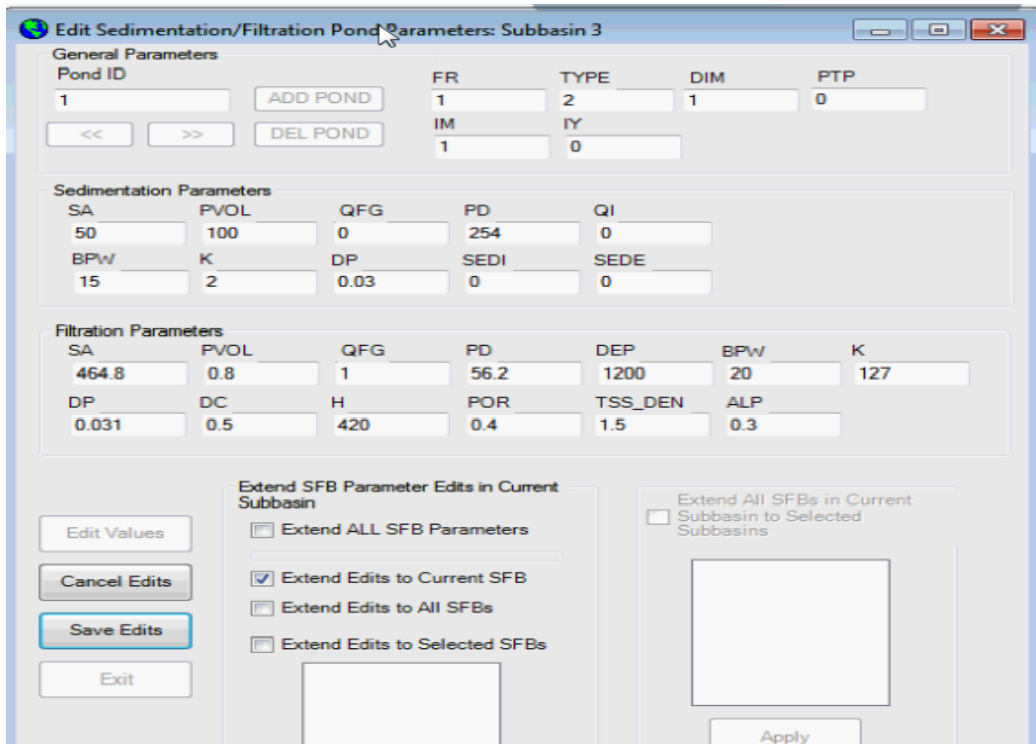 Edit Sedimentation/Filtration Pond Parameters: Subbasin 3
General Parameters
Pond ID FR TYPE DIM PTP
1 ADD POND 1 2 1 0
<< >> DEL POND IM IY
1 0
Sedimentation Parameters
SA PVOL QFG PD QI
50 100 0 254 0
BPW K DP SEDI SEDE
15 2 0.03 0 0
Filtration Parameters
SA PVOL QFG PD DEP BPW K
464.8 0.8 1 56.2 1200 20 127
DP DC H POR TSS_DEN ALP
0.031 0.5 420 0.4 1.5 0.3
Extend SFB Parameter Edits in Current
Subbasin
Extend ALL SFB Parameters
Extend Edits to Current SFB
Extend Edits to All SFBs
Extend Edits to Selected SFBs
Extend All SFBs in Current
Subbasin to Selected
Subbasins
Edit Values
Cancel Edits
Save Edits
Exit
Apply